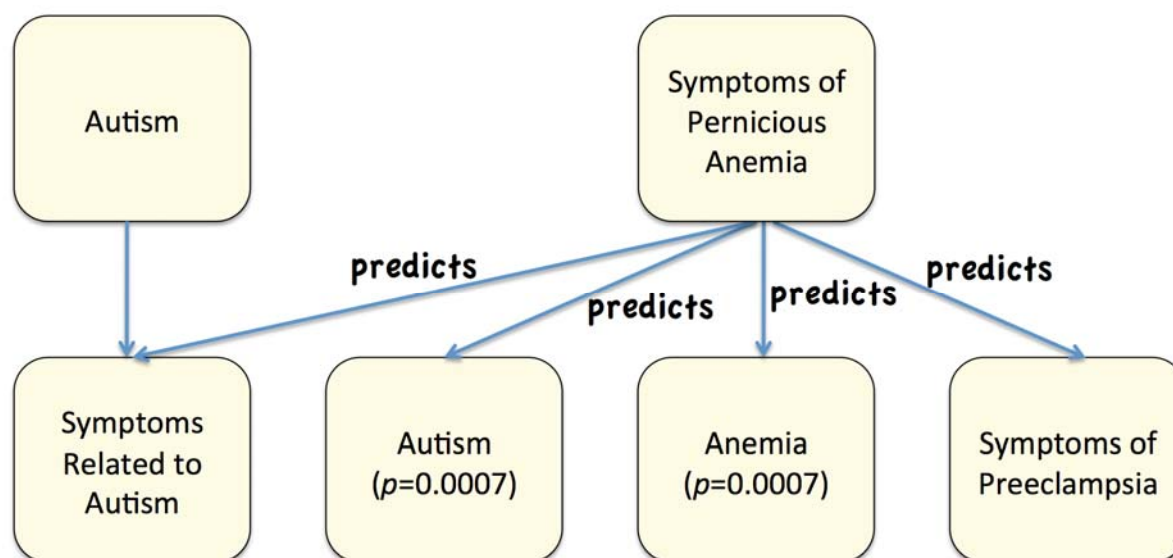 Autism
Symptoms of
Pernicious
Anemia
predicts
predicts
predicts
predicts
Symptoms
Related to
Autism
Autism
(p=0.0007)
Anemia
(p=0.0007)
Symptoms of
Preeclampsia